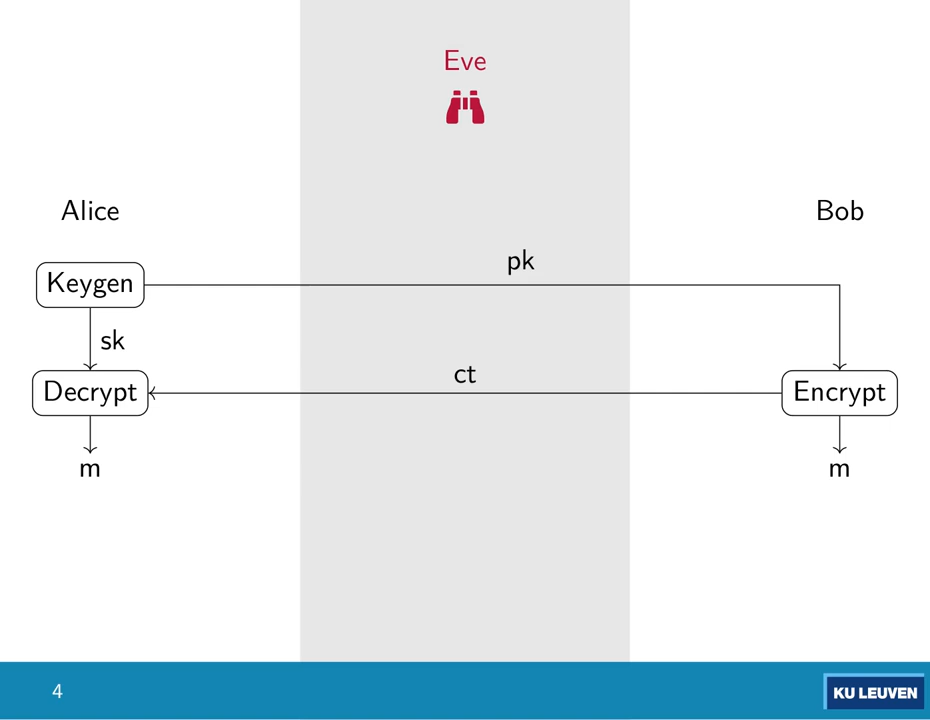 Eve
Alice
Bob
Keygen
pk
sk
Decrypt
ct
Encrypt
m
m
4
KU LEUVEN